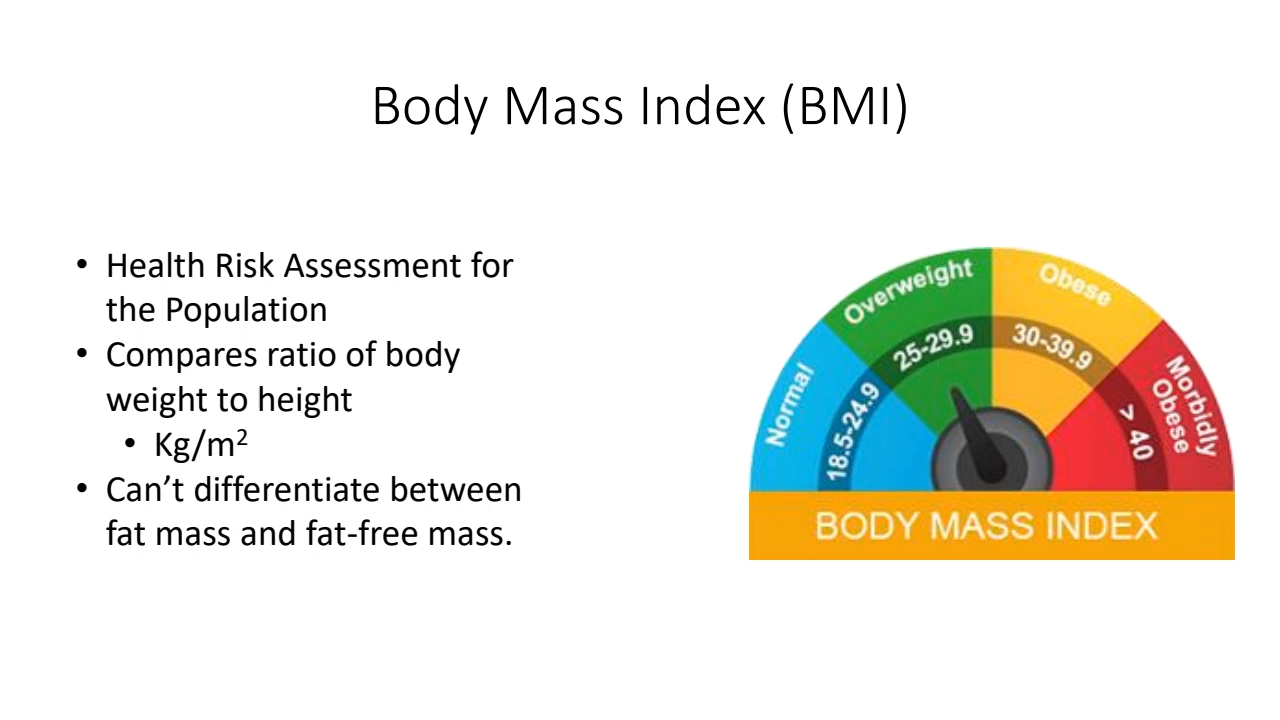 Body Mass Index (BMI)
• Health Risk Assessment for
the Population
• Compares ratio of body
weight to height
• Kg/m²
• Can’t differentiate between
fat mass and fat-free mass.
Normal
18.5-24.9
Overweight
25-29.9
Obese
30-39.9
Morbidly
Obese
> 40
BODY MASS INDEX